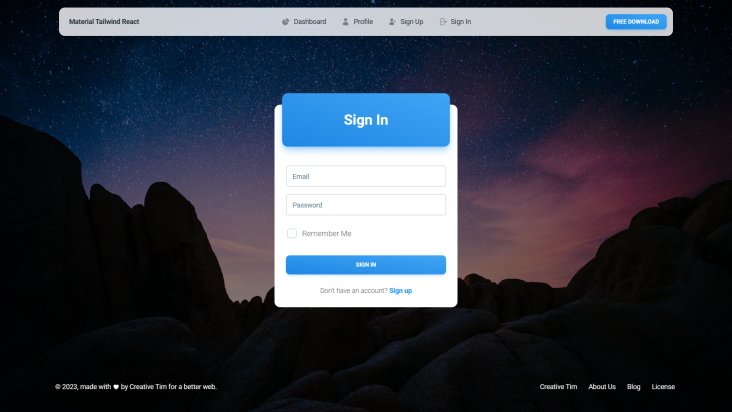 Material Tailwind React
Dashboard
Profile
Sign Up
Sign In
FREE DOWNLOAD
Sign In
Email
Password
Remember Me
SIGN IN
Don't have an account? Sign up
© 2023, made with ♥ by Creative Tim for a better web.
Creative Tim
About Us
Blog
License